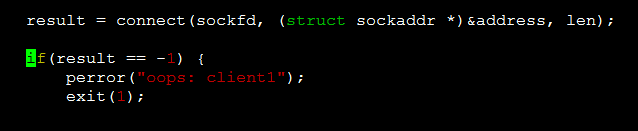 result = connect(sockfd, (struct sockaddr *)&address, len);
if(result == -1) {
perror("oops: client1");
exit(1);